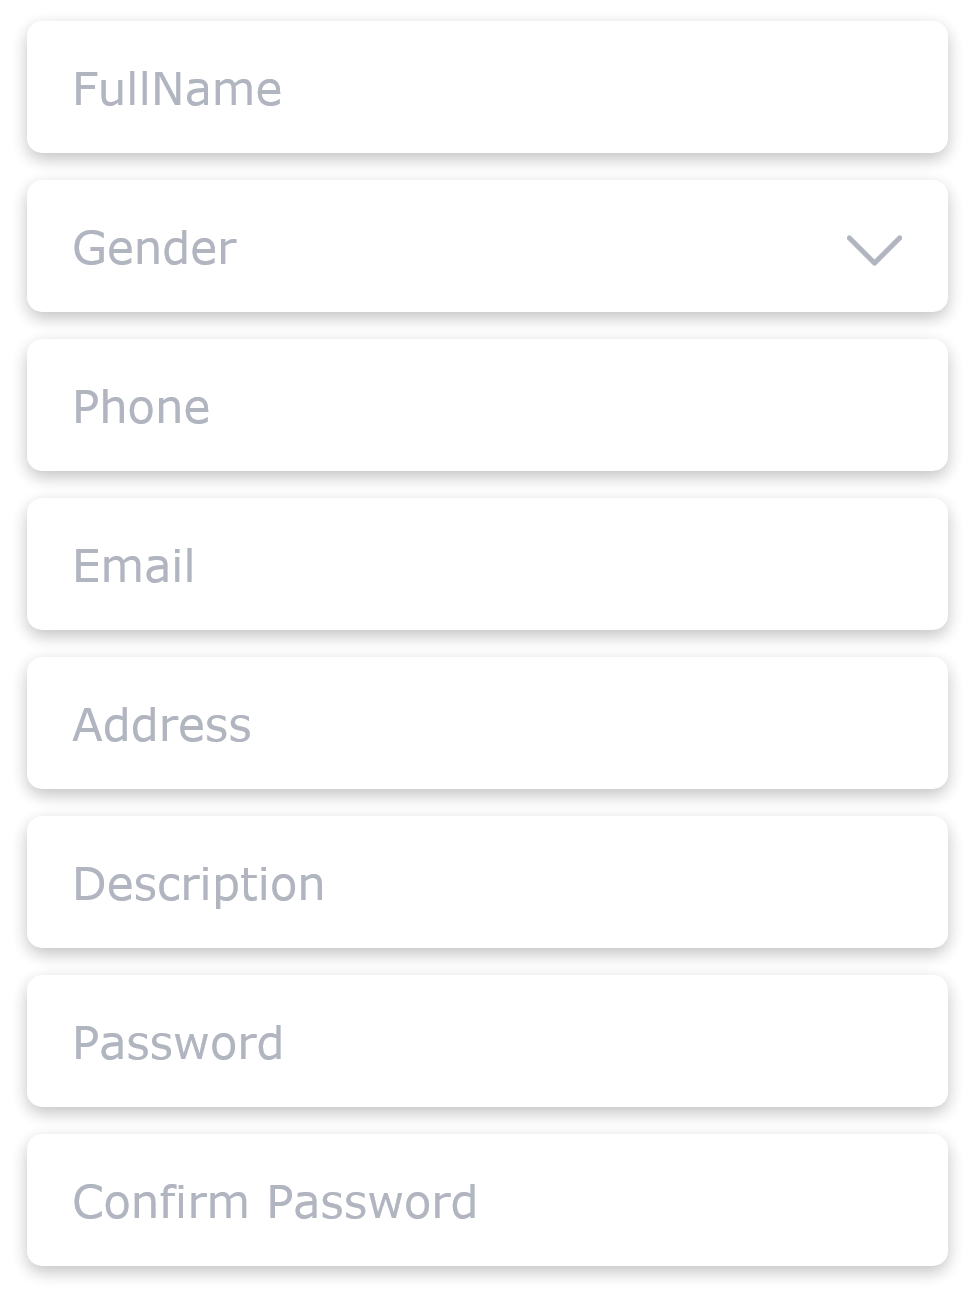 FullName
Gender
Phone
Email
Address
Description
Password
Confirm Password